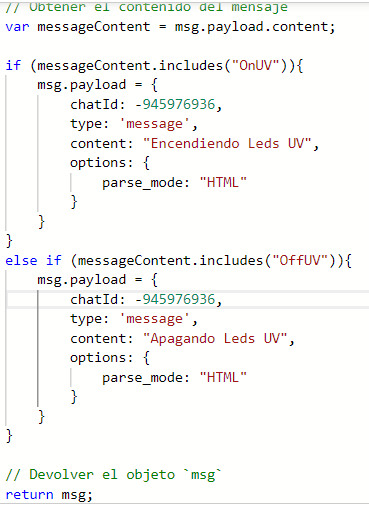 // Obtener el contenido del mensaje
var messageContent = msg.payload.content;

if (messageContent.includes("OnUV")){
    msg.payload = {
        chatId: -945976936,
        type: 'message',
        content: "Encendiendo Leds UV",
        options: {
            parse_mode: "HTML"
        }
    }
}
else if (messageContent.includes("OffUV")){
    msg.payload = {
        chatId: -945976936,
        type: 'message',
        content: "Apagando Leds UV",
        options: {
            parse_mode: "HTML"
        }
    }
}

// Devolver el objeto `msg`
return msg;